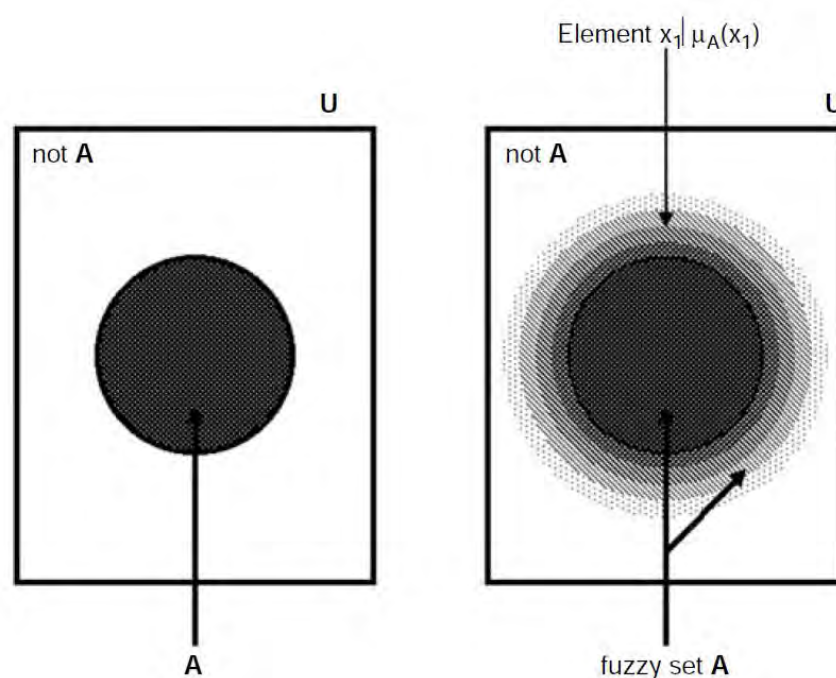 Element x₁| μA(x₁)
U
U
not A
not A
A
fuzzy set A